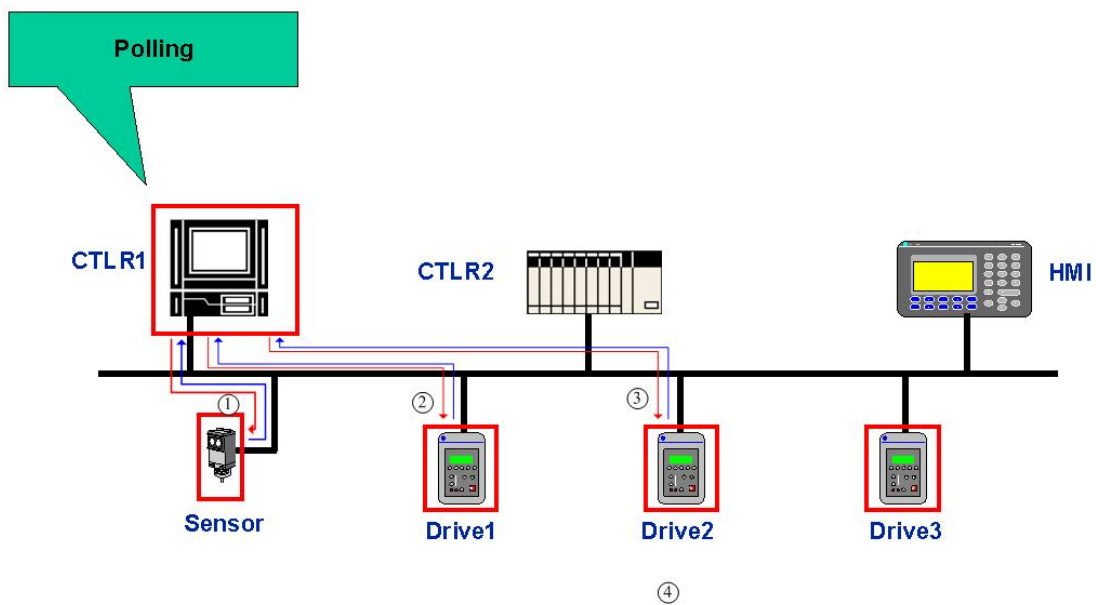 Polling
CTLR1
CTLR2
HMI
①
②
③
Sensor
Drive1
Drive2
Drive3
④